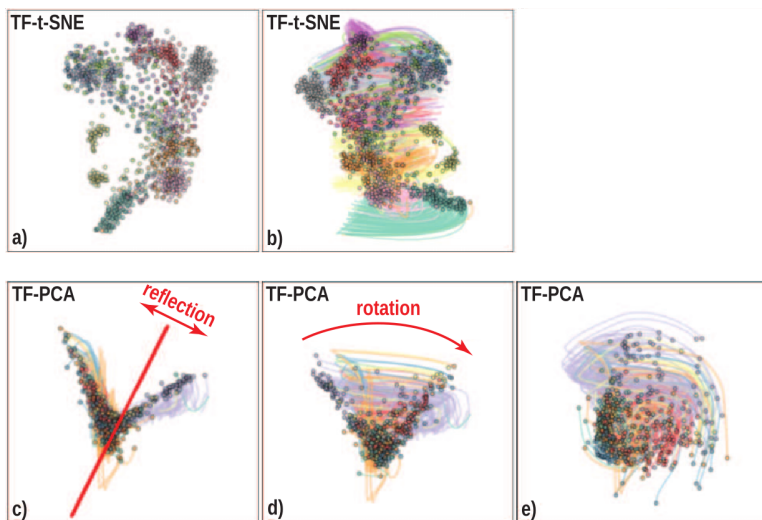 TF-t-SNE
TF-t-SNE
a)
b)
TF-PCA
reflection
TF-PCA
rotation
TF-PCA
c)
d)
e)